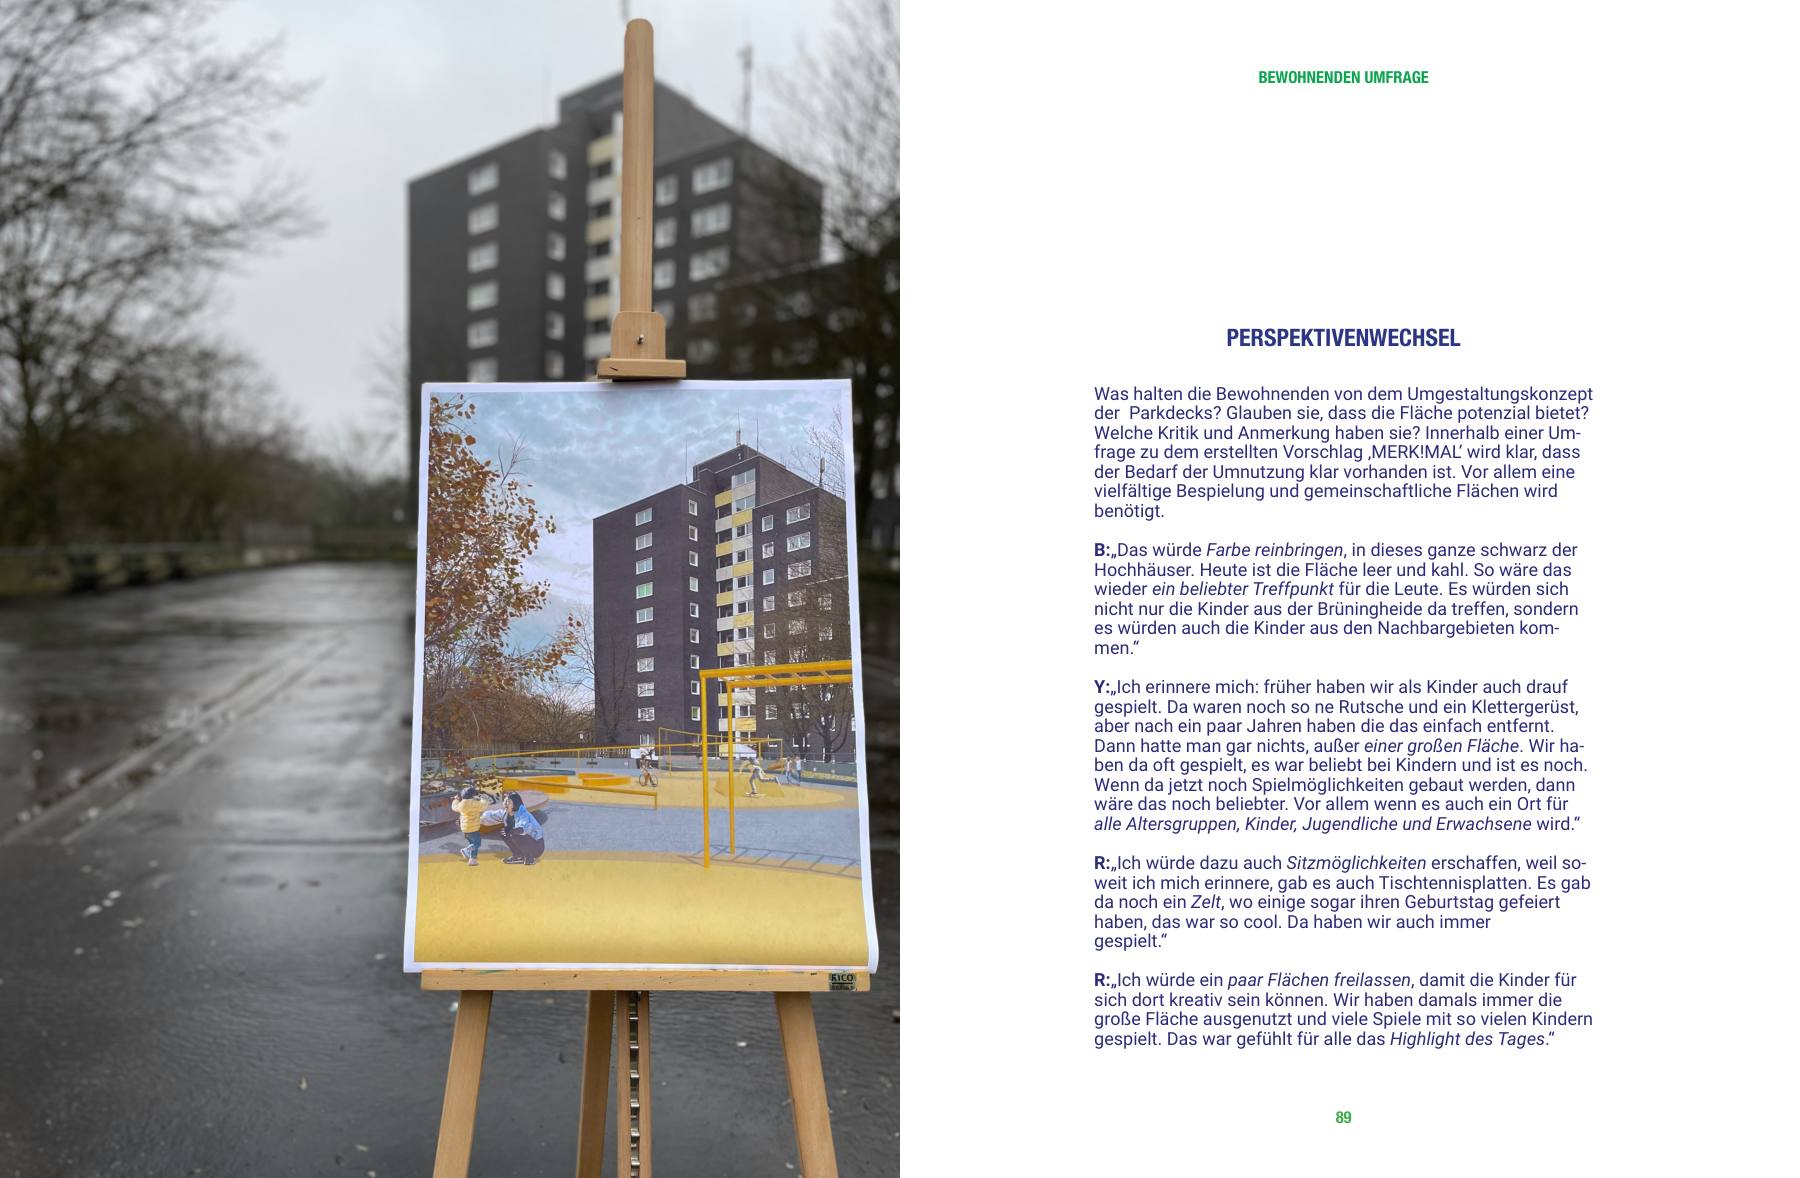 BEWOHNENDEN UMFRAGE
PERSPEKTIVENWECHSEL
Was halten die Bewohnenden von dem Umgestaltungskonzept
der  Parkdecks? Glauben sie, dass die Fläche potenzial bietet?
Welche Kritik und Anmerkung haben sie? Innerhalb einer Um-
frage zu dem erstellten Vorschlag ‚MERK!MAL‘ wird klar, dass
der Bedarf der Umnutzung klar vorhanden ist. Vor allem eine
vielfältige Bespielung und gemeinschaftliche Flächen wird
benötigt.
B:„Das würde Farbe reinbringen, in dieses ganze schwarz der
Hochhäuser. Heute ist die Fläche leer und kahl. So wäre das
wieder ein beliebter Treffpunkt für die Leute. Es würden sich
nicht nur die Kinder aus der Brüningheide da treffen, sondern
es würden auch die Kinder aus den Nachbargebieten kom-
men.“
Y:„Ich erinnere mich: früher haben wir als Kinder auch drauf
gespielt. Da waren noch so ne Rutsche und ein Klettergerüst,
aber nach ein paar Jahren haben die das einfach entfernt.
Dann hatte man gar nichts, außer einer großen Fläche. Wir ha-
ben da oft gespielt, es war beliebt bei Kindern und ist es noch.
Wenn da jetzt noch Spielmöglichkeiten gebaut werden, dann
wäre das noch beliebter. Vor allem wenn es auch ein Ort für
alle Altersgruppen, Kinder, Jugendliche und Erwachsene wird.“
R:„Ich würde dazu auch Sitzmöglichkeiten erschaffen, weil so-
weit ich mich erinnere, gab es auch Tischtennisplatten. Es gab
da noch ein Zelt, wo einige sogar ihren Geburtstag gefeiert
haben, das war so cool. Da haben wir auch immer
gespielt.“
R:„Ich würde ein paar Flächen freilassen, damit die Kinder für
sich dort kreativ sein können. Wir haben damals immer die
große Fläche ausgenutzt und viele Spiele mit so vielen Kindern
gespielt. Das war gefühlt für alle das Highlight des Tages.“
89
RICO